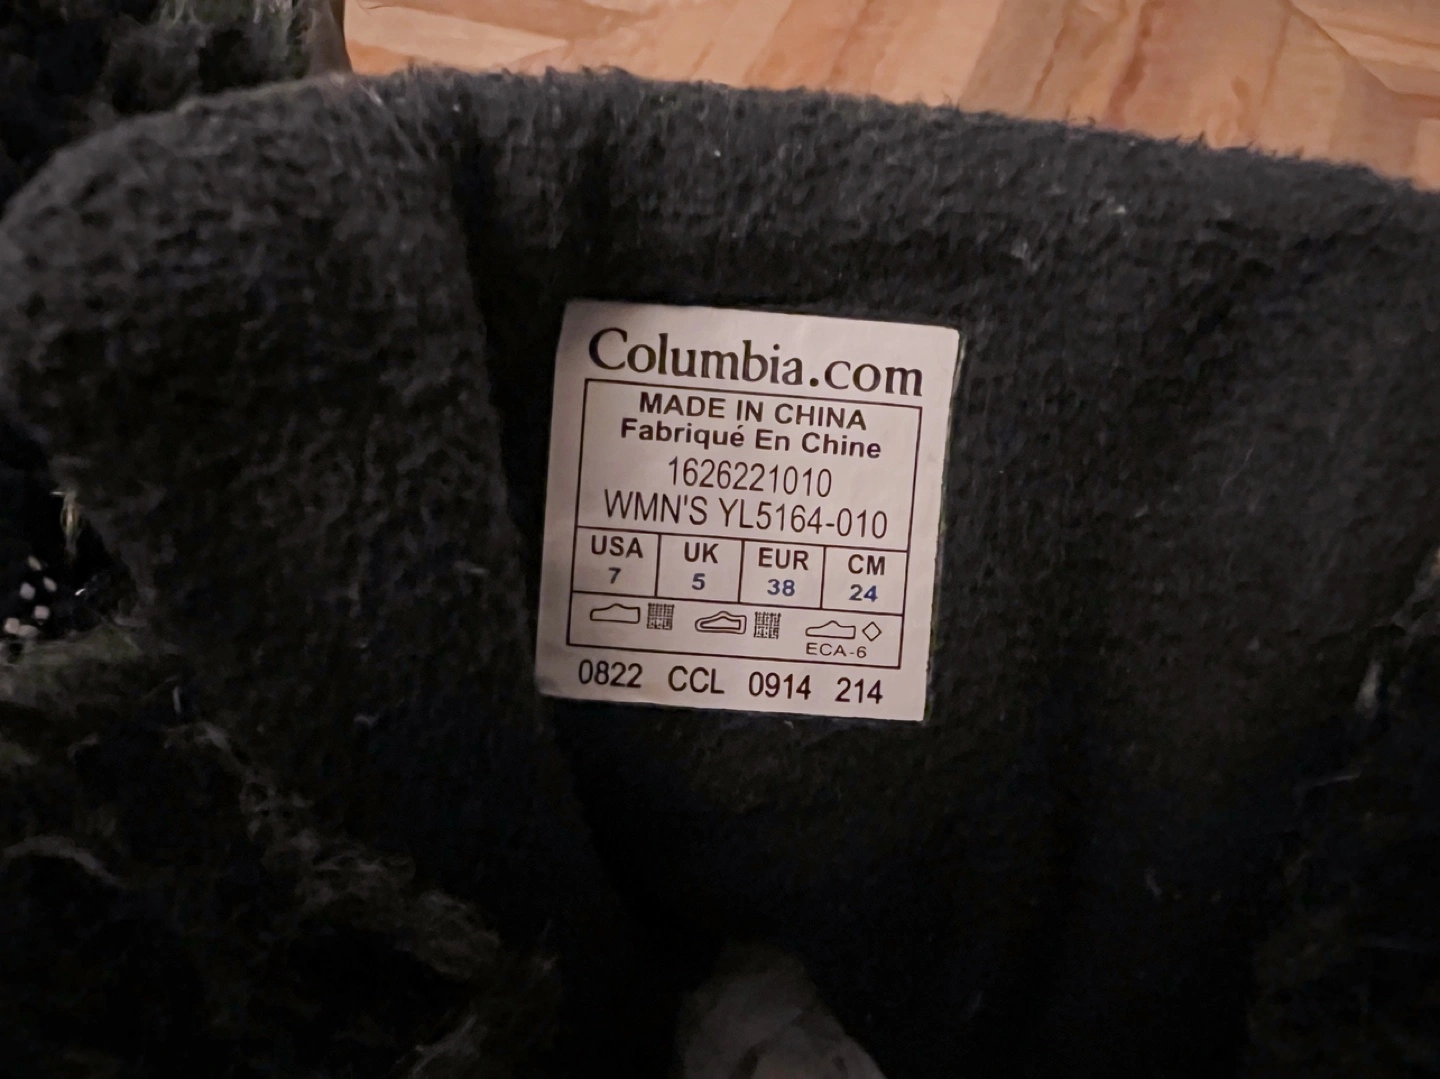 Columbia.com
MADE IN CHINA
Fabriqué En Chine
1626221010
WMN'S YL5164-010
USA UK EUR CM
7 5 38 24
ECA-6
0822 CCL 0914 214